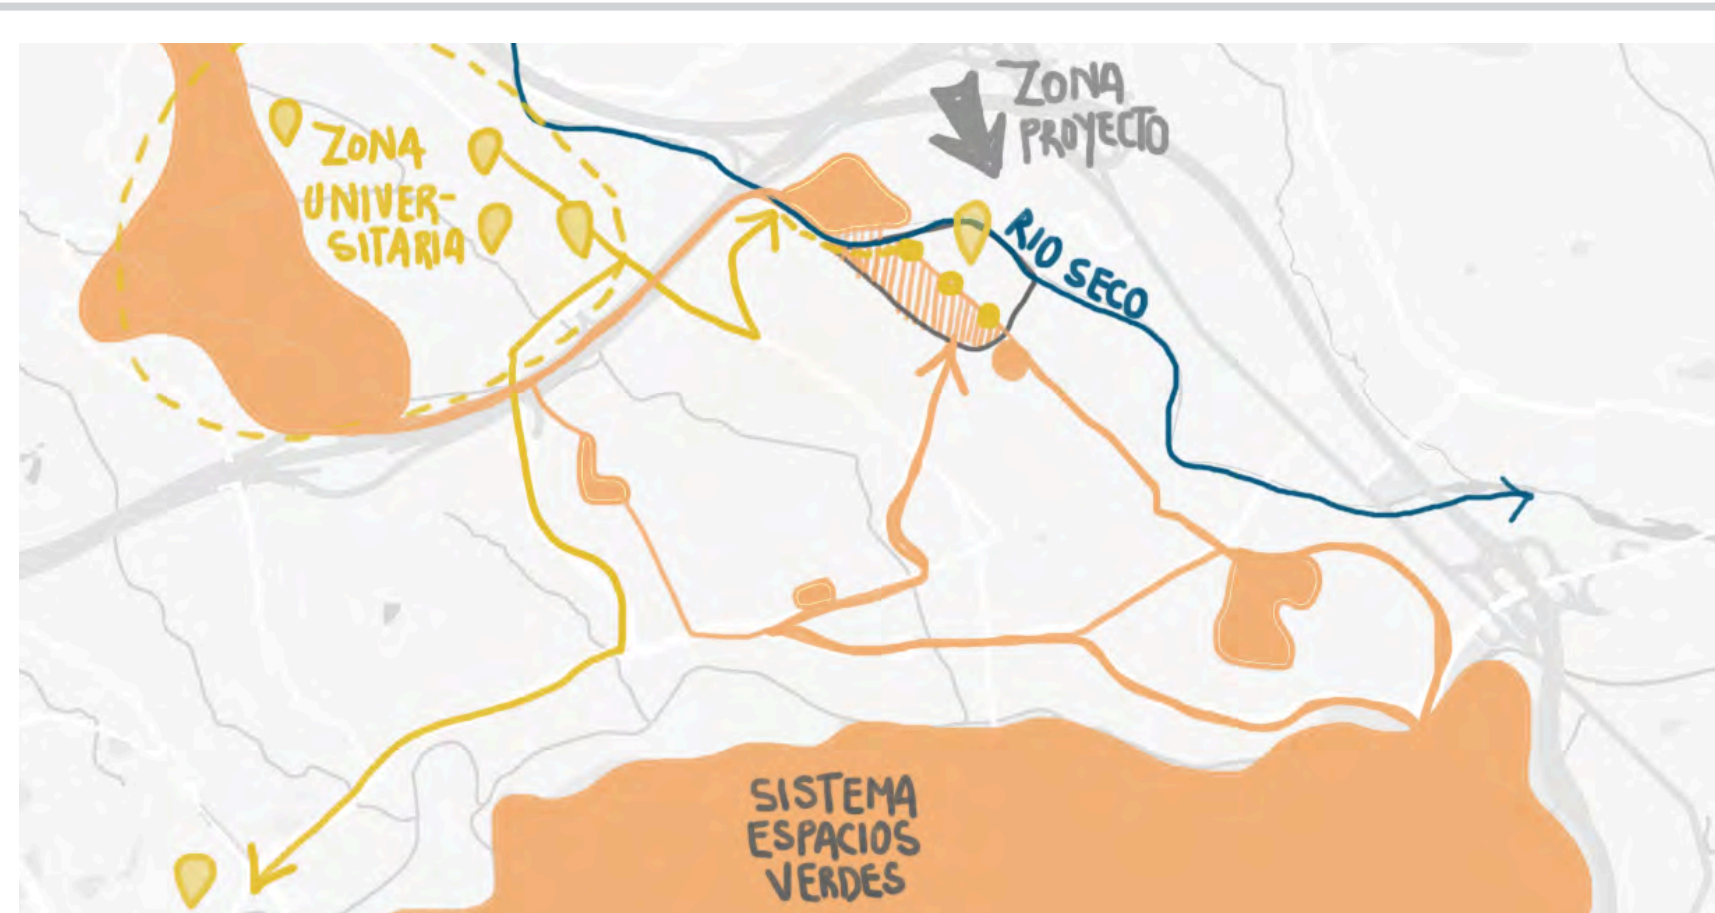 ZONA
PROYECTO
ZONA
UNIVER-
SITARIA
RIO SECO
SISTEMA
ESPACIOS
VERDES